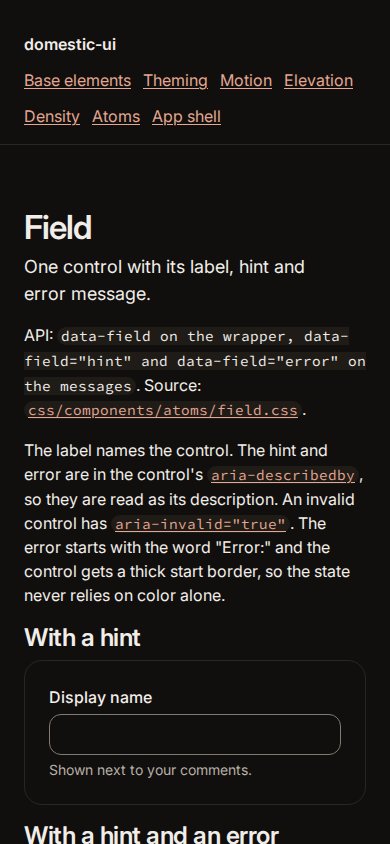 domestic-ui
Base elements Theming Motion Elevation
Density Atoms App shell
Field
One control with its label, hint and
error message.
API: data-field on the wrapper, data-
field="hint" and data-field="error" on
the messages. Source:
css/components/atoms/field.css.
The label names the control. The hint and
error are in the control's aria-describedby,
so they are read as its description. An invalid
control has aria-invalid="true". The
error starts with the word "Error:" and the
control gets a thick start border, so the state
never relies on color alone.
With a hint
Display name
Shown next to your comments.
With a hint and an error